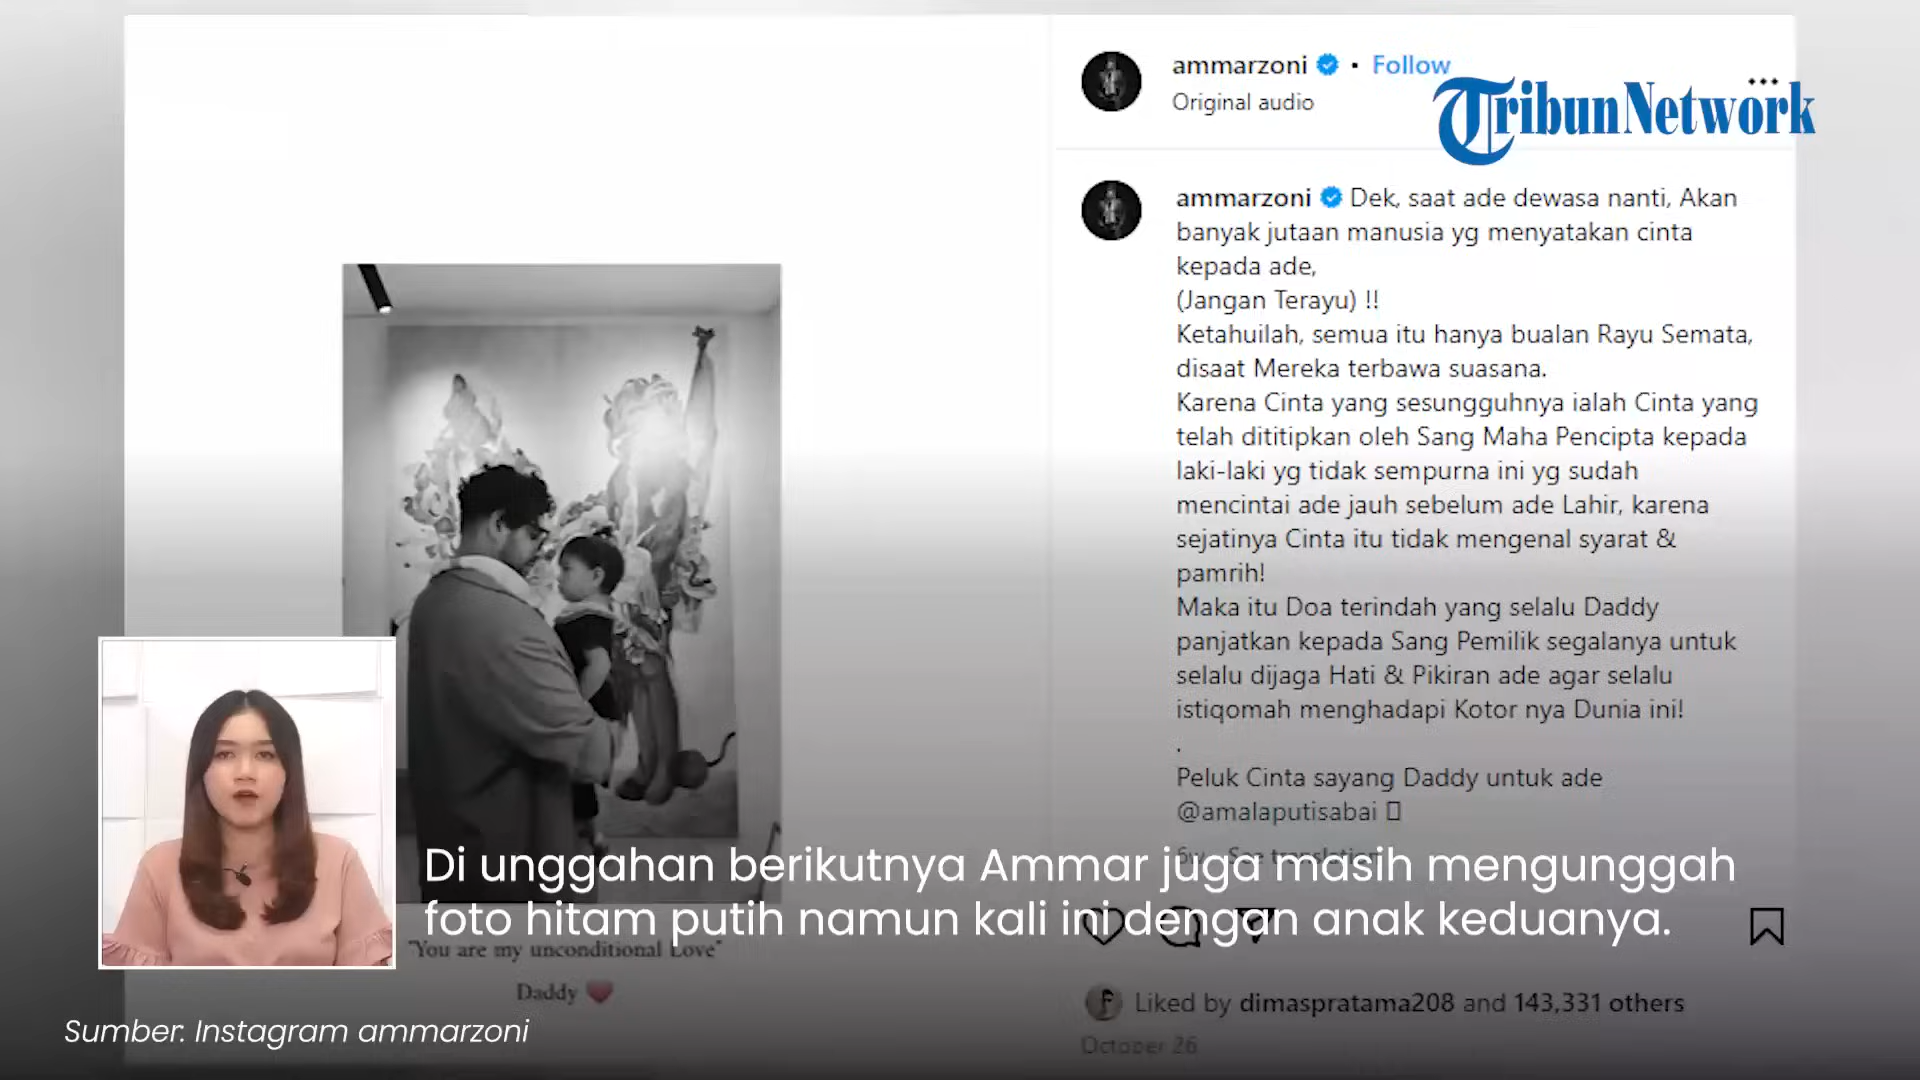 ammarzoni • Follow
Original audio
TribunNetwork
ammarzoni Dek, saat ade dewasa nanti, Akan
banyak jutaan manusia yg menyatakan cinta
kepada ade,
(Jangan Terayu) !!
Ketahuilah, semua itu hanya bualan Rayu Semata,
disaat Mereka terbawa suasana.
Karena Cinta yang sesungguhnya ialah Cinta yang
telah dititipkan oleh Sang Maha Pencipta kepada
laki-laki yg tidak sempurna ini yg sudah
mencintai ade jauh sebelum ade Lahir, karena
sejatinya Cinta itu tidak mengenal syarat &
pamrih!
Maka itu Doa terindah yang selalu Daddy
panjatkan kepada Sang Pemilik segalanya untuk
selalu dijaga Hati & Pikiran ade agar selalu
istiqomah menghadapi Kotor nya Dunia ini!
.
Peluk Cinta sayang Daddy untuk ade
@amalaputisabai
6w See translation
Di unggahan berikutnya Ammar juga masih mengunggah
foto hitam putih namun kali ini dengan anak keduanya.
"You are my unconditional Love"
Daddy
Liked by dimaspratama208 and 143,331 others
October 26
Sumber: Instagram ammarzoni